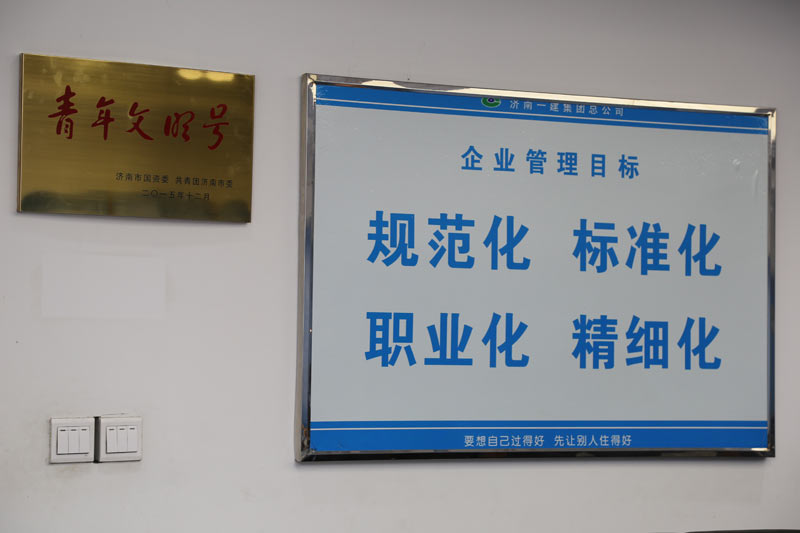 青年文明号
济南市国资委 共青团济南市委
二〇一五年十二月
济南一建集团总公司
企业管理目标
规范化 标准化
职业化 精细化
要想自己过得好 先让别人住得好